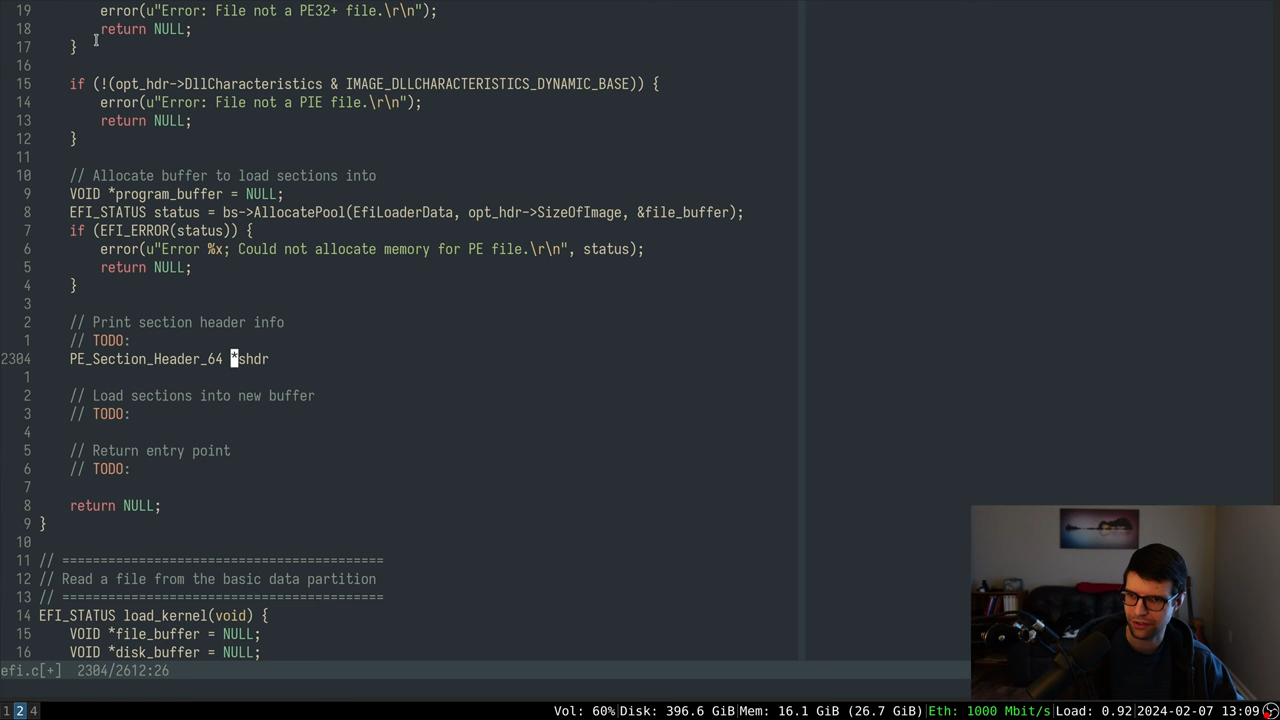 19         error(u"Error: File not a PE32+ file.\r\n");
18         return NULL;
17     }
16
15     if (!(opt_hdr->DllCharacteristics & IMAGE_DLLCHARACTERISTICS_DYNAMIC_BASE)) {
14         error(u"Error: File not a PIE file.\r\n");
13         return NULL;
12     }
11
10     // Allocate buffer to load sections into
9     VOID *program_buffer = NULL;
8     EFI_STATUS status = bs->AllocatePool(EfiLoaderData, opt_hdr->SizeOfImage, &file_buffer);
7     if (EFI_ERROR(status)) {
6         error(u"Error %x; Could not allocate memory for PE file.\r\n", status);
5         return NULL;
4     }
3
2     // Print section header info
1     // TODO:
2304     PE_Section_Header_64 *shdr
1
2     // Load sections into new buffer
3     // TODO:
4
5     // Return entry point
6     // TODO:
7
8     return NULL;
9 }
10
11 // ==========================================
12 // Read a file from the basic data partition
13 // ==========================================
14 EFI_STATUS load_kernel(void) {
15     VOID *file_buffer = NULL;
16     VOID *disk_buffer = NULL;
efi.c[+]  2304/2612:26
1 2 4 Vol: 60%|Disk: 396.6 GiB|Mem: 16.1 GiB (26.7 GiB)|Eth: 1000 Mbit/s|Load: 0.92|2024-02-07 13:09